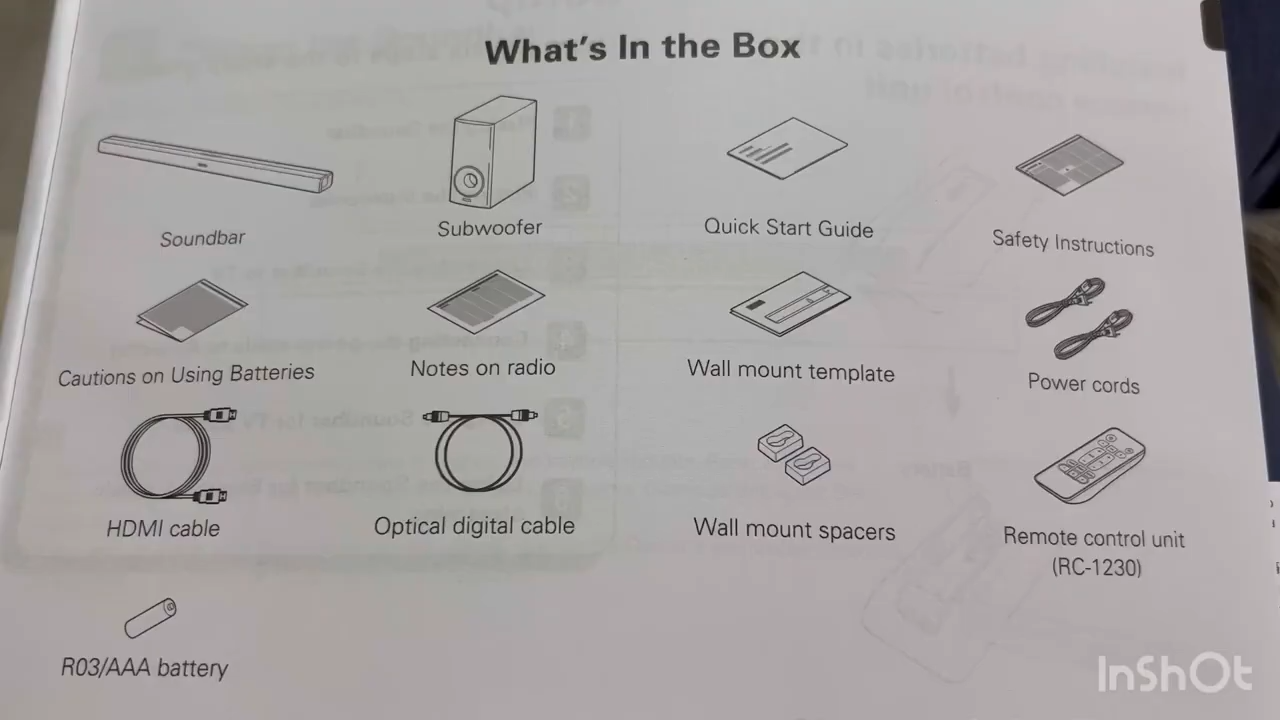 What's In the Box
Soundbar
Subwoofer
Quick Start Guide
Safety Instructions
Cautions on Using Batteries
Notes on radio
Wall mount template
Power cords
HDMI cable
Optical digital cable
Wall mount spacers
Remote control unit
(RC-1230)
R03/AAA battery
InShOt